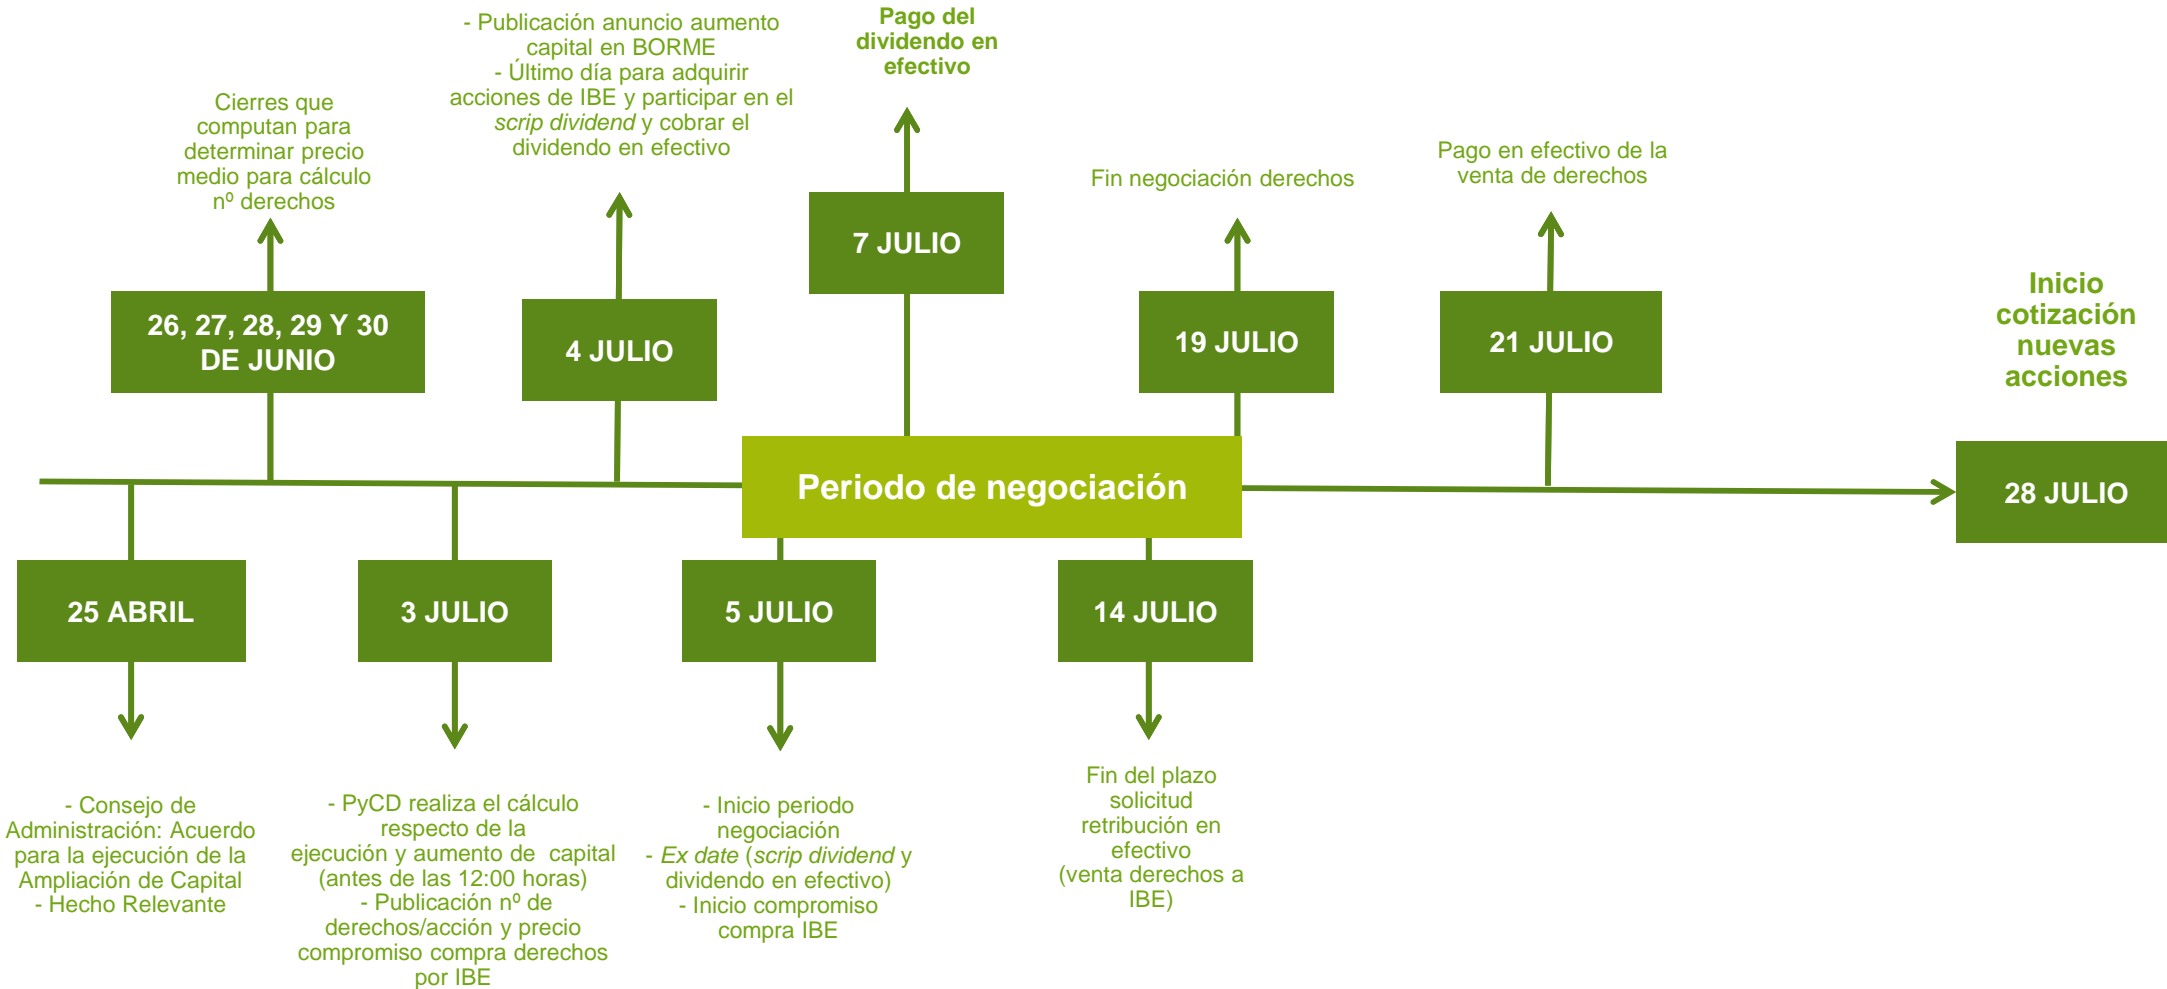 - Publicación anuncio aumento
capital en BORME
- Último día para adquirir
acciones de IBE y participar en el
scrip dividend y cobrar el
dividendo en efectivo
Pago del
dividendo en
efectivo
Cierres que
computan para
determinar precio
medio para cálculo
nº derechos
Fin negociación derechos
Pago en efectivo de la
venta de derechos
7 JULIO
26, 27, 28, 29 Y 30
DE JUNIO
4 JULIO
19 JULIO
21 JULIO
Inicio
cotización
nuevas
acciones
Periodo de negociación
28 JULIO
25 ABRIL
3 JULIO
5 JULIO
14 JULIO
- Consejo de
Administración: Acuerdo
para la ejecución de la
Ampliación de Capital
- Hecho Relevante
- PyCD realiza el cálculo
respecto de la
ejecución y aumento de  capital
(antes de las 12:00 horas)
- Publicación nº de
derechos/acción y precio
compromiso compra derechos
por IBE
- Inicio periodo
negociación
- Ex date (scrip dividend y
dividendo en efectivo)
- Inicio compromiso
compra IBE
Fin del plazo
solicitud
retribución en
efectivo
(venta derechos a
IBE)